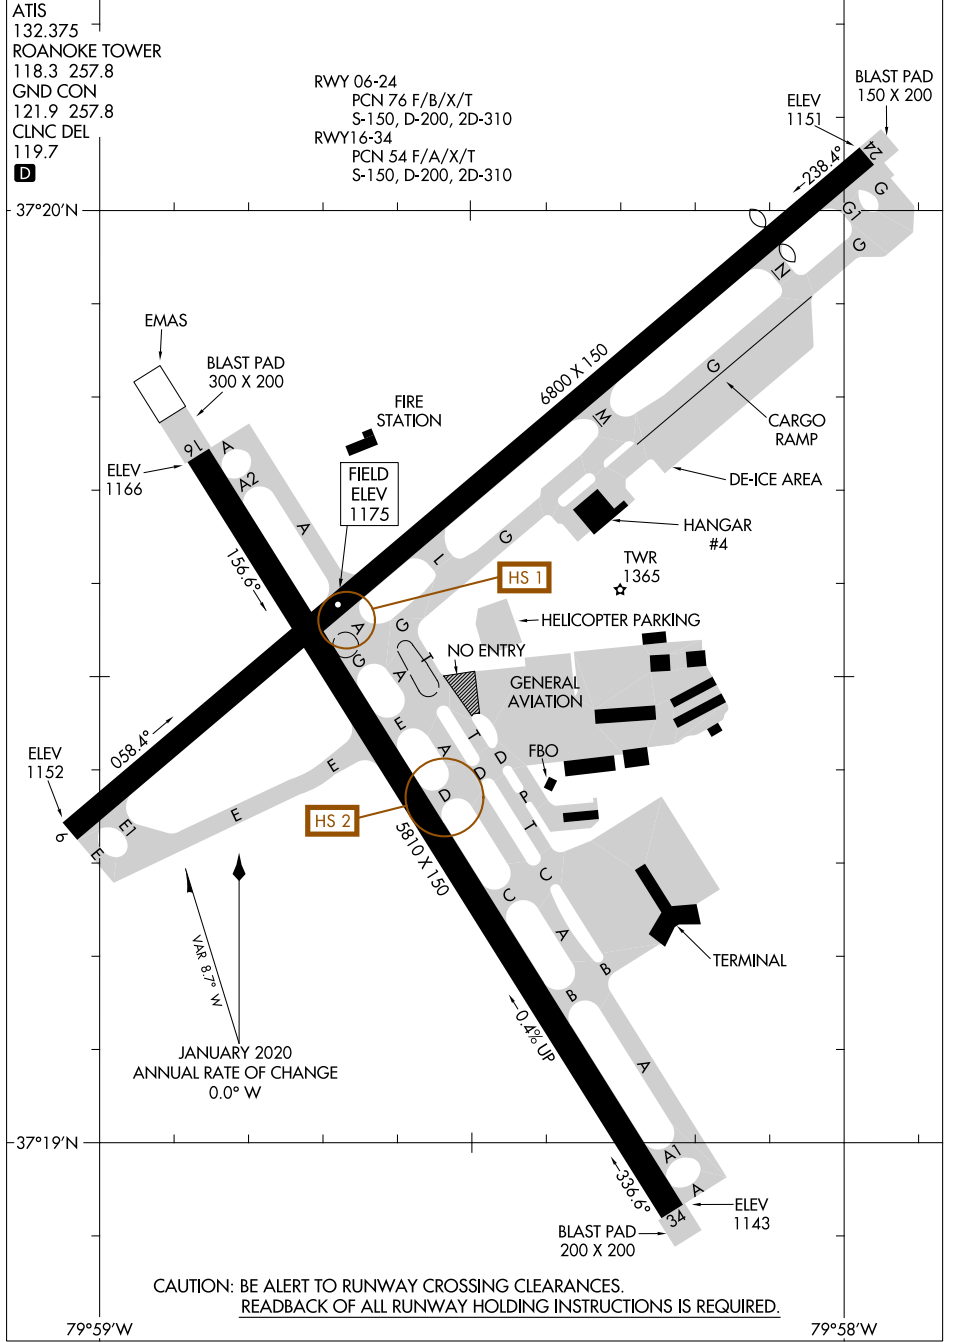 ATIS
132.375
ROANOKE TOWER
118.3 257.8
GND CON
121.9 257.8
CLNC DEL
119.7
D
RWY 06-24
PCN 76 F/B/X/T
S-150, D-200, 2D-310
RWY16-34
PCN 54 F/A/X/T
S-150, D-200, 2D-310
BLAST PAD
150 X 200
ELEV
1151
24
238.4°
G
G1
G
37°20'N
N
EMAS
BLAST PAD
300 X 200
6800 X 150
G
CARGO
RAMP
FIRE
STATION
M
16
A
ELEV
1166
A2
FIELD
ELEV
1175
DE-ICE AREA
A
G
HANGAR
#4
156.6°
L
HS 1
TWR
1365
HELICOPTER PARKING
A
G
G
T
NO ENTRY
A
GENERAL
AVIATION
058.4°
E
ELEV
1152
E
A
T
D
FBO
D
D
P
E
HS 2
T
5810 X 150
6
E1
E
C
C
VAR 8.7° W
A
B
B
TERMINAL
0.4% UP
JANUARY 2020
ANNUAL RATE OF CHANGE
0.0° W
A
37°19'N
A1
336.6°
A
34
ELEV
1143
BLAST PAD
200 X 200
CAUTION: BE ALERT TO RUNWAY CROSSING CLEARANCES.
READBACK OF ALL RUNWAY HOLDING INSTRUCTIONS IS REQUIRED.
79°59'W
79°58'W